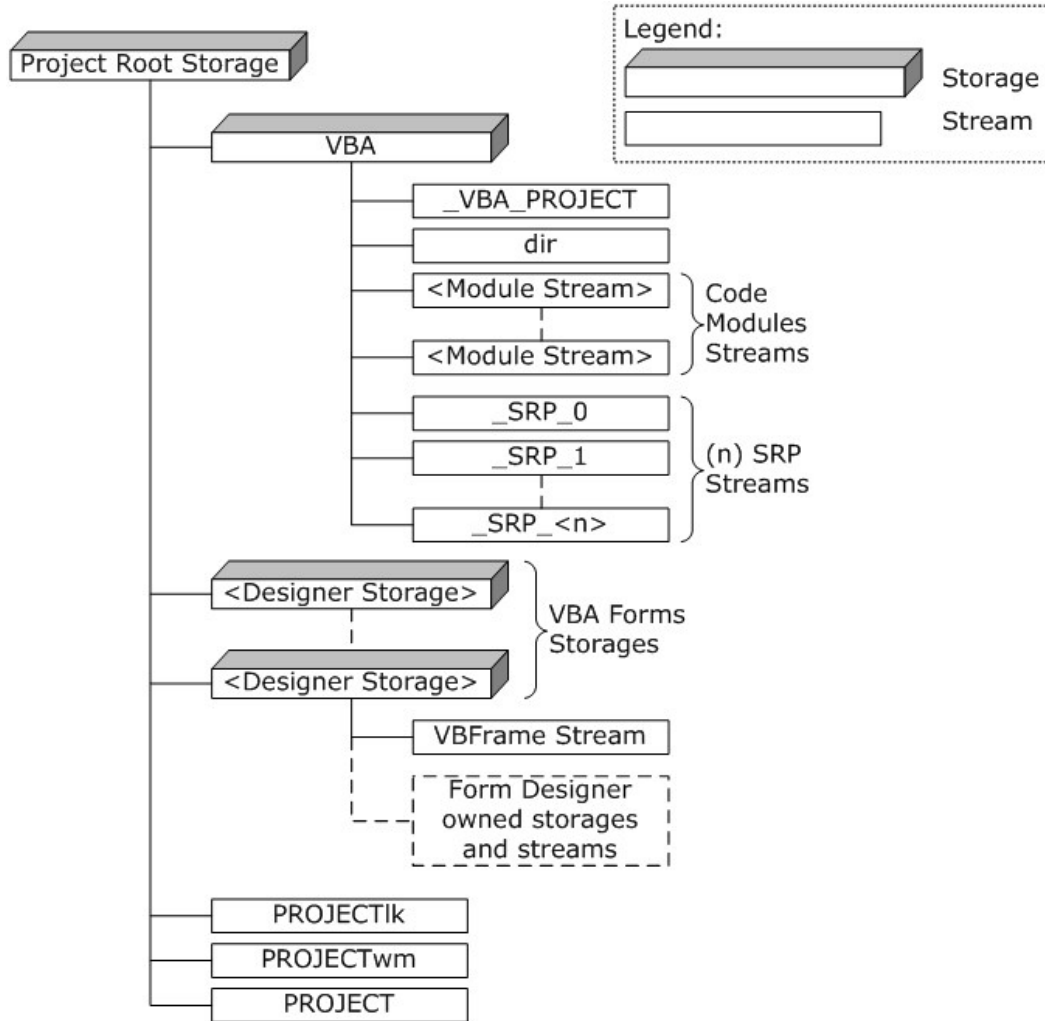 Project Root Storage
Legend:
Storage
Stream
VBA
_VBA_PROJECT
dir
<Module Stream>
<Module Stream>
Code
Modules
Streams
_SRP_0
_SRP_1
_SRP_<n>
(n) SRP
Streams
<Designer Storage>
<Designer Storage>
VBA Forms
Storages
VBFrame Stream
Form Designer
owned storages
and streams
PROJECTlk
PROJECTwm
PROJECT